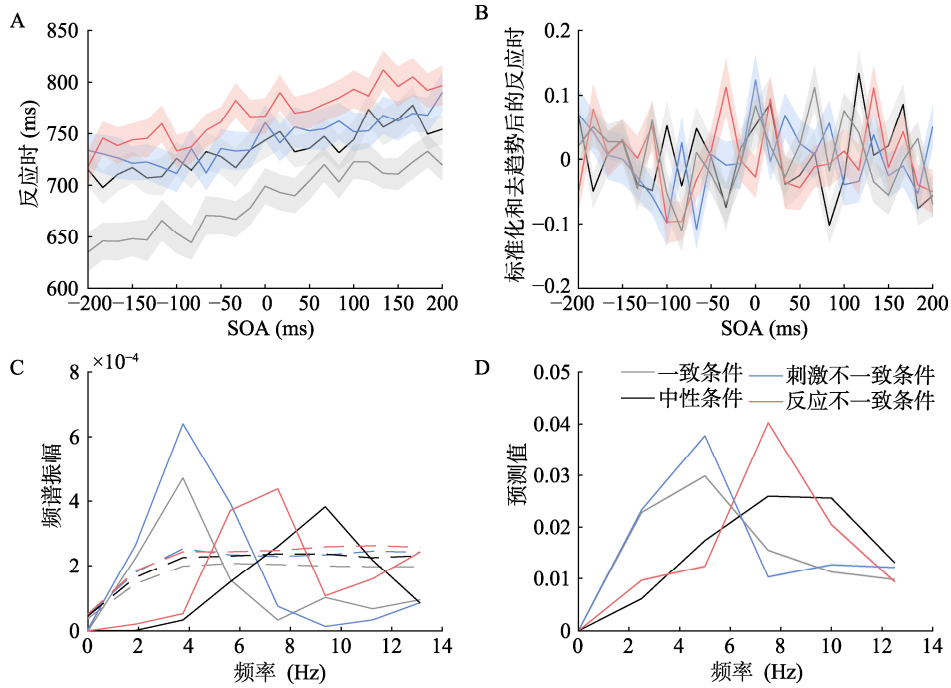 A
850
800
750
700
650
600
反应时 (ms)
−200
−150
−100
−50
0
50
100
150
200
SOA (ms)
B
0.2
0.1
0
−0.1
−0.2
标准化和去趋势后的反应时
−200
−150
−100
−50
0
50
100
150
200
SOA (ms)
C
×10⁻⁴
8
6
4
2
0
频谱振幅
0 2 4 6 8 10 12 14
频率 (Hz)
D
0.05
0.04
0.03
0.02
0.01
0
预测值
一致条件
刺激不一致条件
中性条件
反应不一致条件
0 2 4 6 8 10 12 14
频率 (Hz)